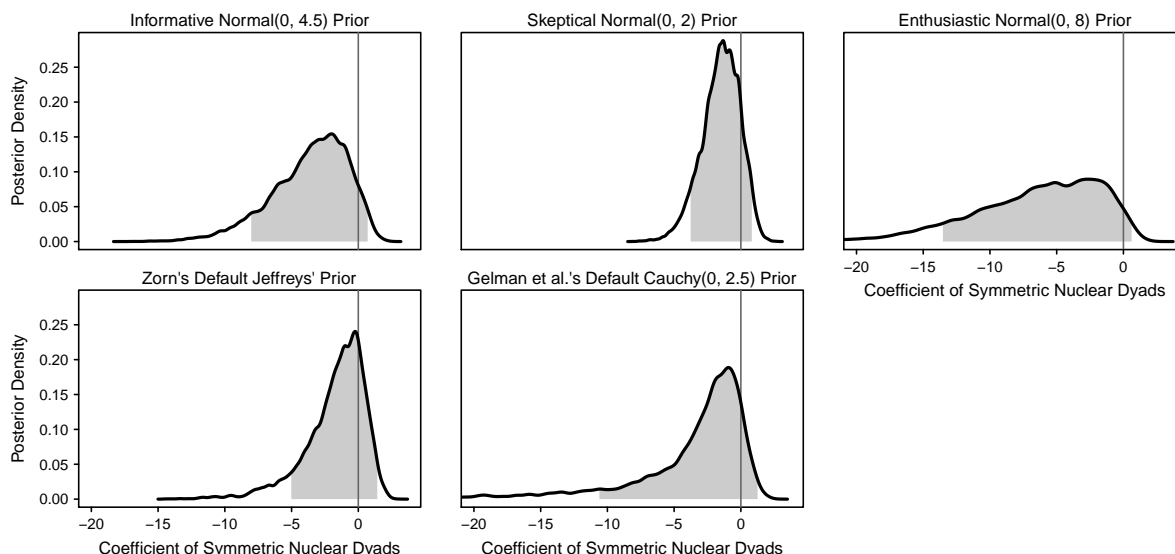 Informative Normal(0, 4.5) Prior
Skeptical Normal(0, 2) Prior
Enthusiastic Normal(0, 8) Prior
Posterior Density
0.25
0.20
0.15
0.10
0.05
0.00
−20 −15 −10 −5 0
Coefficient of Symmetric Nuclear Dyads
Zorn's Default Jeffreys' Prior
Gelman et al.'s Default Cauchy(0, 2.5) Prior
Posterior Density
0.25
0.20
0.15
0.10
0.05
0.00
−20 −15 −10 −5 0
−20 −15 −10 −5 0
Coefficient of Symmetric Nuclear Dyads
Coefficient of Symmetric Nuclear Dyads